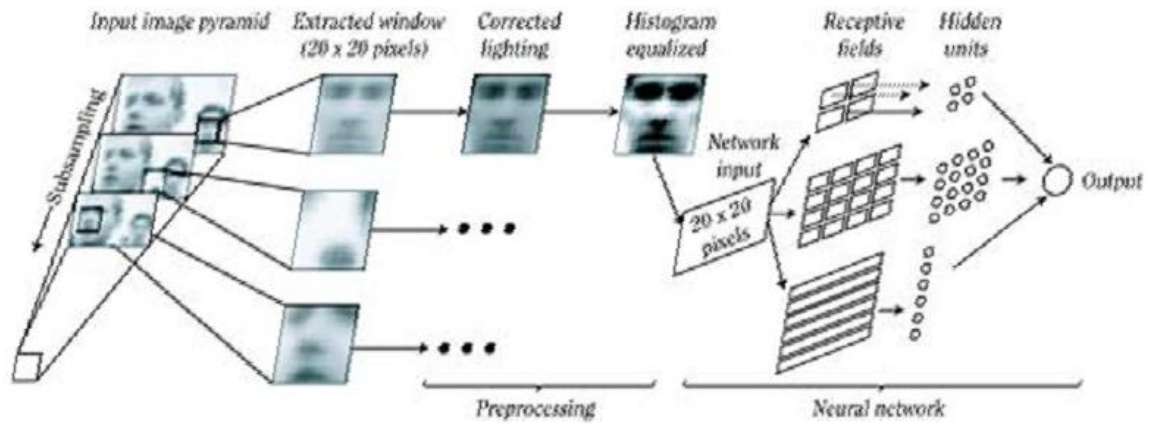 Input image pyramid
Extracted window
(20 x 20 pixels)
Corrected
lighting
Histogram
equalized
Receptive
fields
Hidden
units
Subsampling
Network
input
20 x 20
pixels
Output
Preprocessing
Neural network